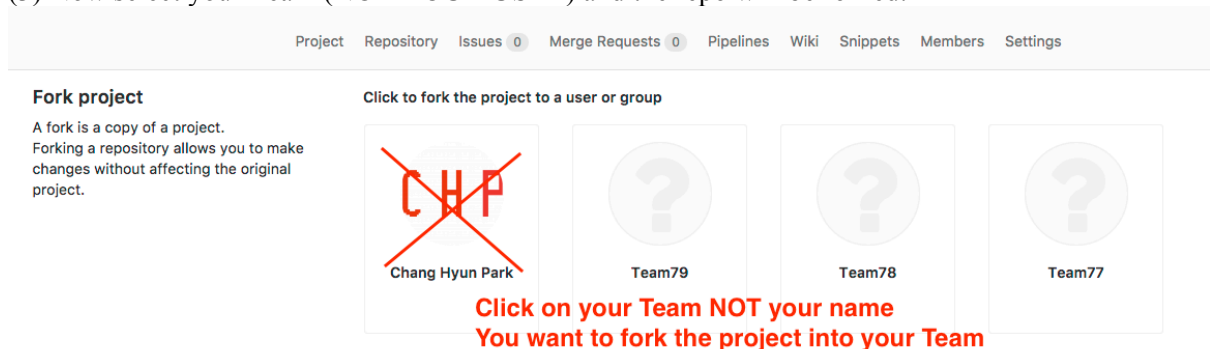 Project Repository Issues 0 Merge Requests 0 Pipelines Wiki Snippets Members Settings
Fork project
A fork is a copy of a project.
Forking a repository allows you to make
changes without affecting the original
project.
Click to fork the project to a user or group
CHP
Chang Hyun Park
Team79
Team78
Team77
Click on your Team NOT your name
You want to fork the project into your Team